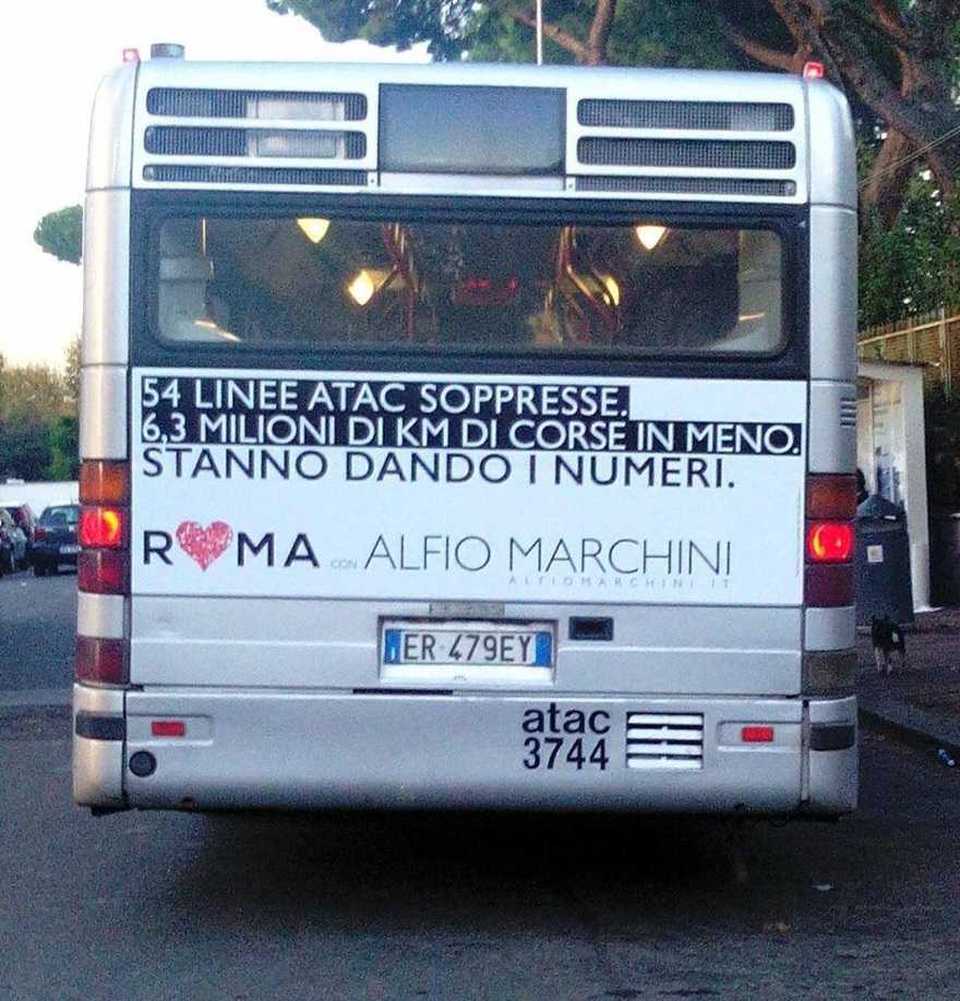 54 LINEE ATAC SOPPRESSE.
6,3 MILIONI DI KM DI CORSE IN MENO.
STANNO DANDO I NUMERI.
R❤MA CON ALFIO MARCHINI
ALFIOMARCHINI.IT
ER 479EY
atac
3744